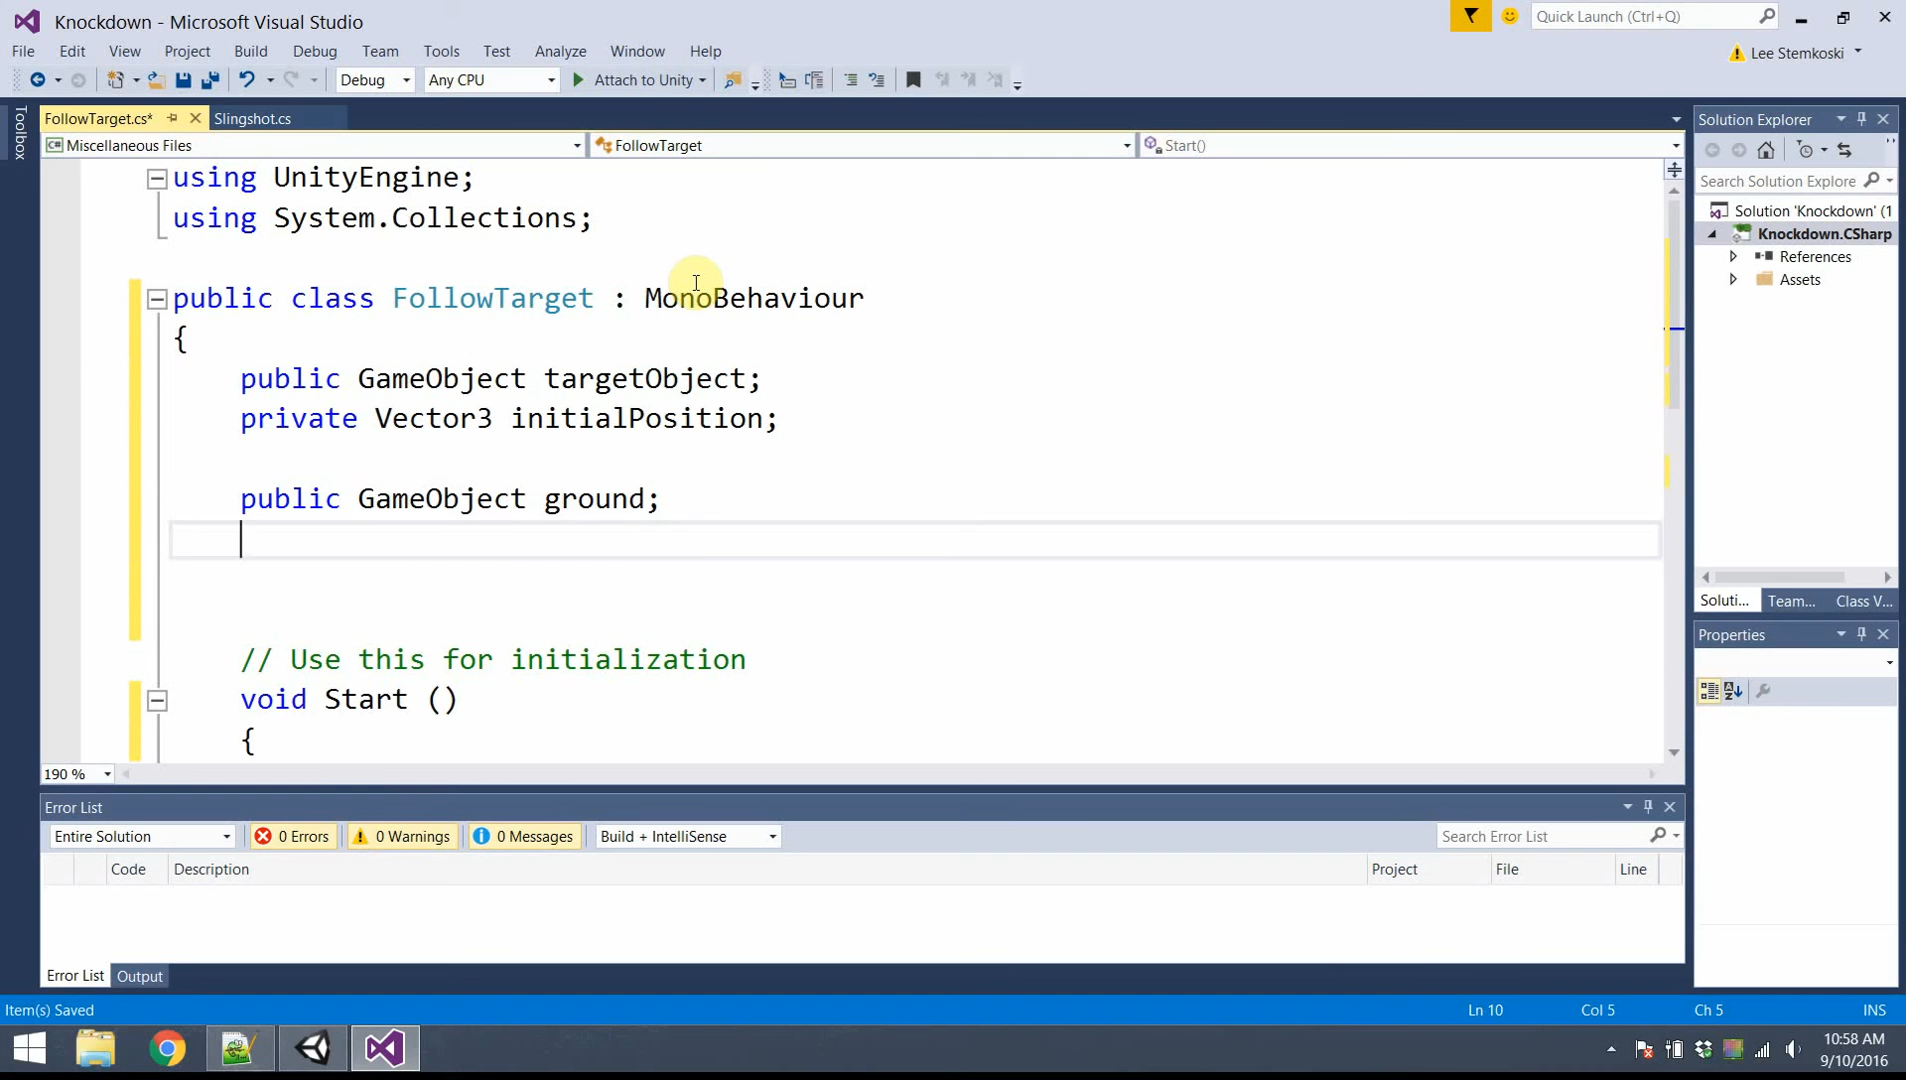 Knockdown - Microsoft Visual Studio
Quick Launch (Ctrl+Q)
File Edit View Project Build Debug Team Tools Test Analyze Window Help
Lee Stemkoski
Debug Any CPU Attach to Unity
Toolbox
FollowTarget.cs* Slingshot.cs
Miscellaneous Files FollowTarget Start()
using UnityEngine;
using System.Collections;
public class FollowTarget : MonoBehaviour
{
public GameObject targetObject;
private Vector3 initialPosition;
public GameObject ground;
// Use this for initialization
void Start ()
{
190 %
Solution Explorer
Search Solution Explore
Solution 'Knockdown' (1
Knockdown.CSharp
References
Assets
Soluti... Team... Class V...
Properties
Error List
Entire Solution 0 Errors 0 Warnings 0 Messages Build + IntelliSense Search Error List
Code Description Project File Line
Error List Output
Item(s) Saved Ln 10 Col 5 Ch 5 INS
10:58 AM
9/10/2016